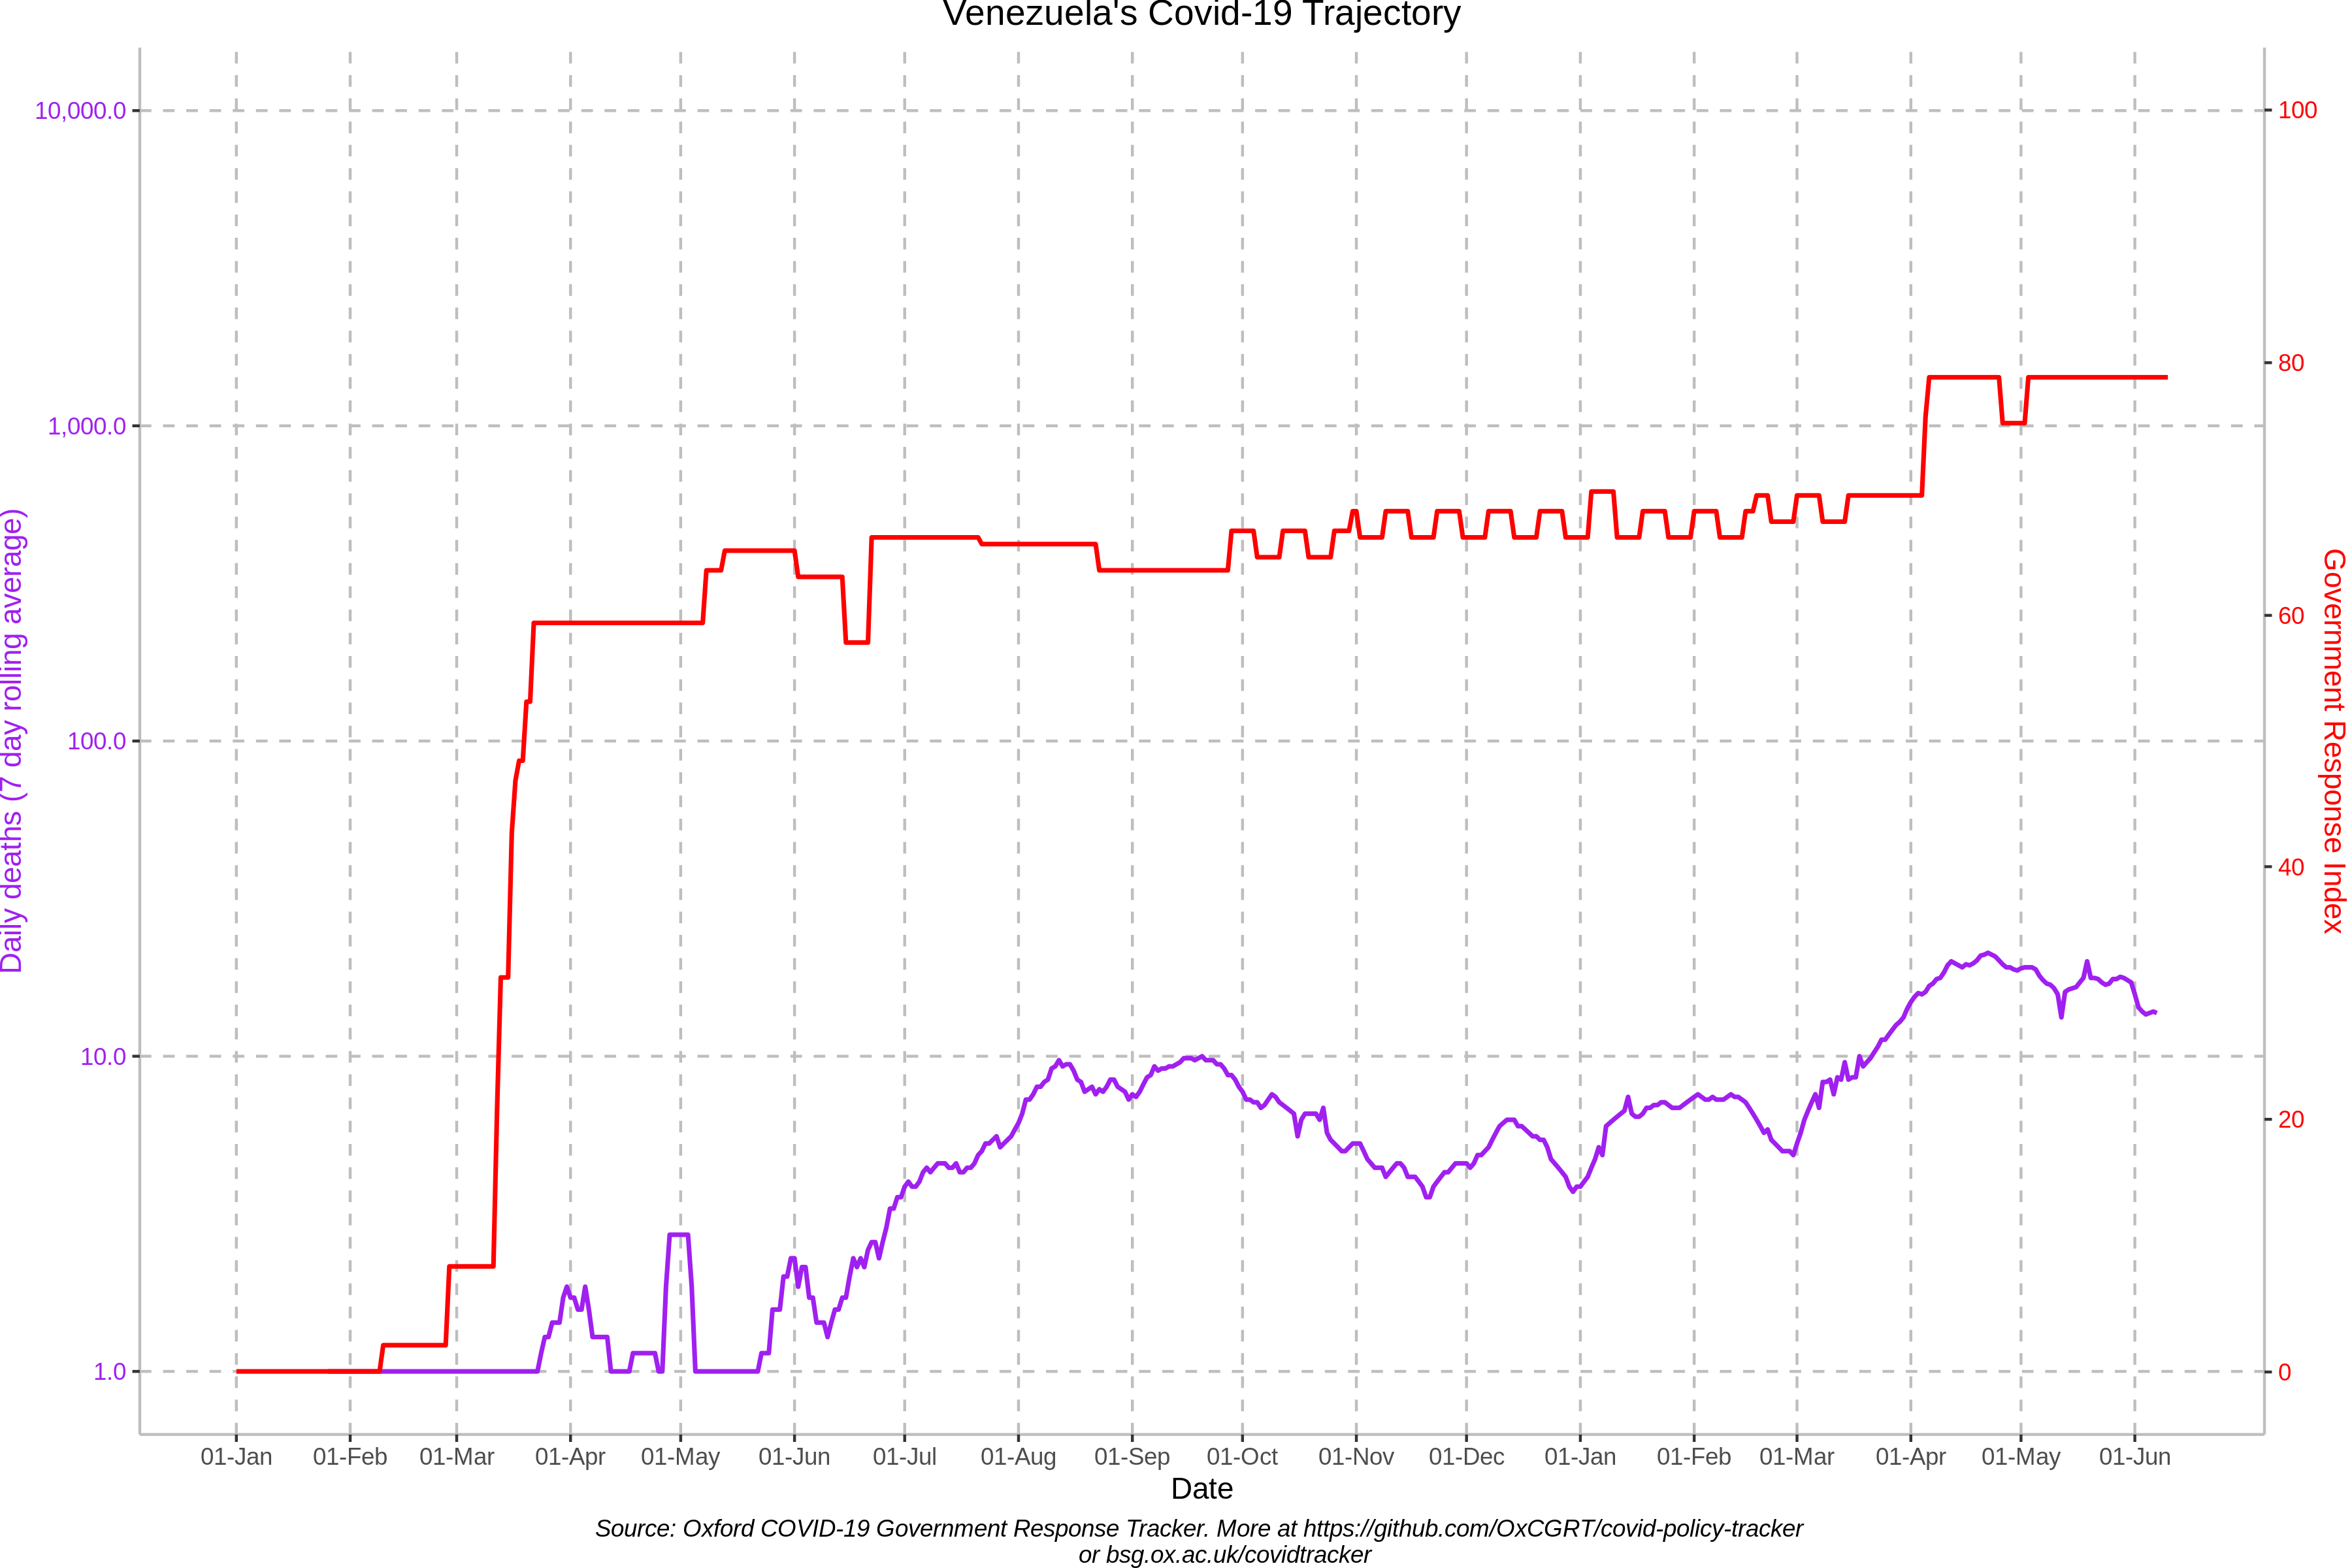 Venezuela's Covid-19 Trajectory
10,000.0
1,000.0
100.0
10.0
1.0
Daily deaths (7 day rolling average)
100
80
60
40
20
0
Government Response Index
01-Jan 01-Feb 01-Mar 01-Apr 01-May 01-Jun 01-Jul 01-Aug 01-Sep 01-Oct 01-Nov 01-Dec 01-Jan 01-Feb 01-Mar 01-Apr 01-May 01-Jun
Date
Source: Oxford COVID-19 Government Response Tracker. More at https://github.com/OxCGRT/covid-policy-tracker
or bsg.ox.ac.uk/covidtracker